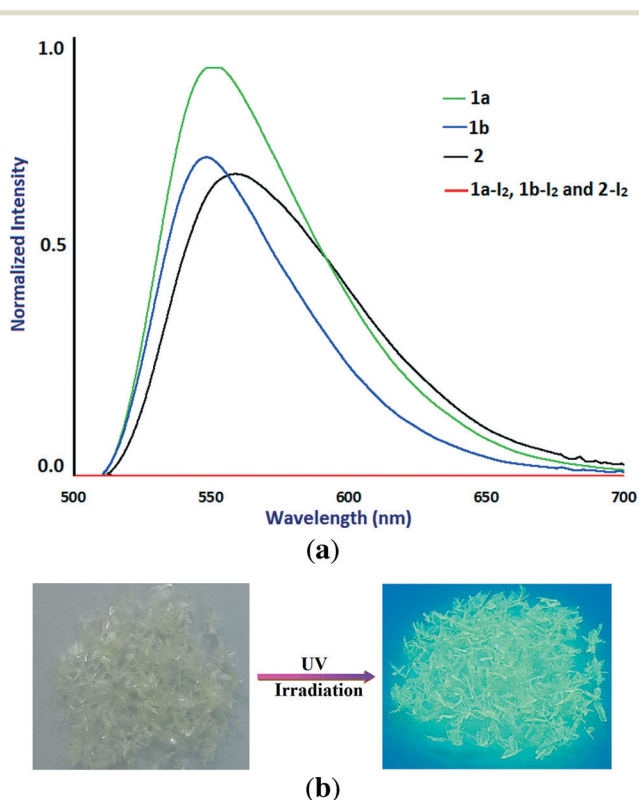 1.0
1a
1b
2
1a-I₂, 1b-I₂ and 2-I₂
Normalized Intensity
0.5
0.0
500 550 600 650 700
Wavelength (nm)
(a)
UV
Irradiation
(b)